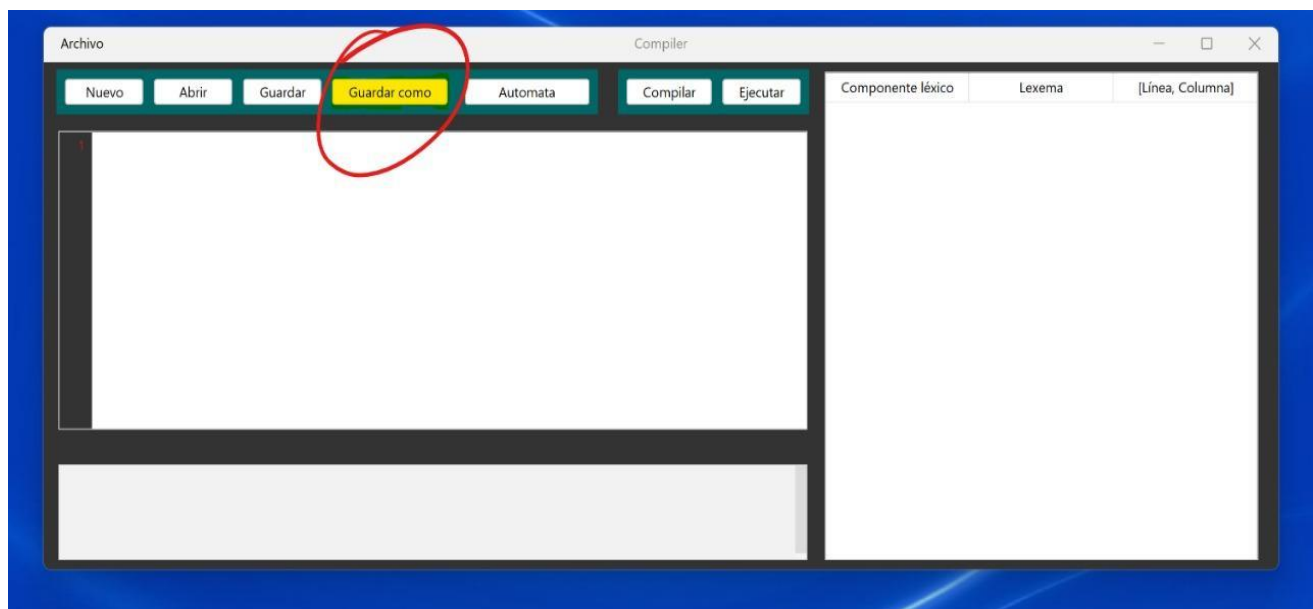 Archivo Compiler
Nuevo Abrir Guardar Guardar como Automata Compilar Ejecutar
Componente léxico Lexema [Línea, Columna]
1